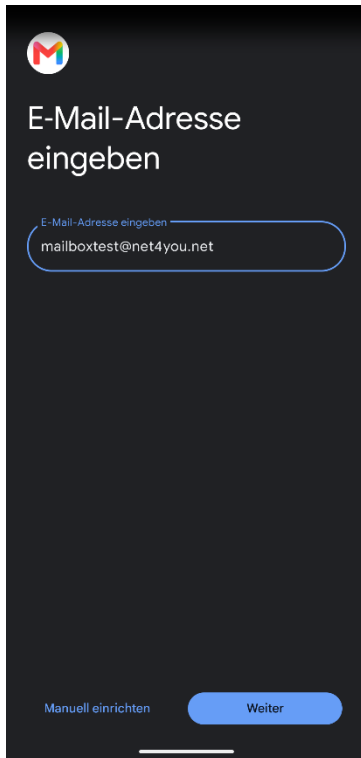 E-Mail-Adresse
eingeben
E-Mail-Adresse eingeben
mailboxtest@net4you.net
Manuell einrichten
Weiter